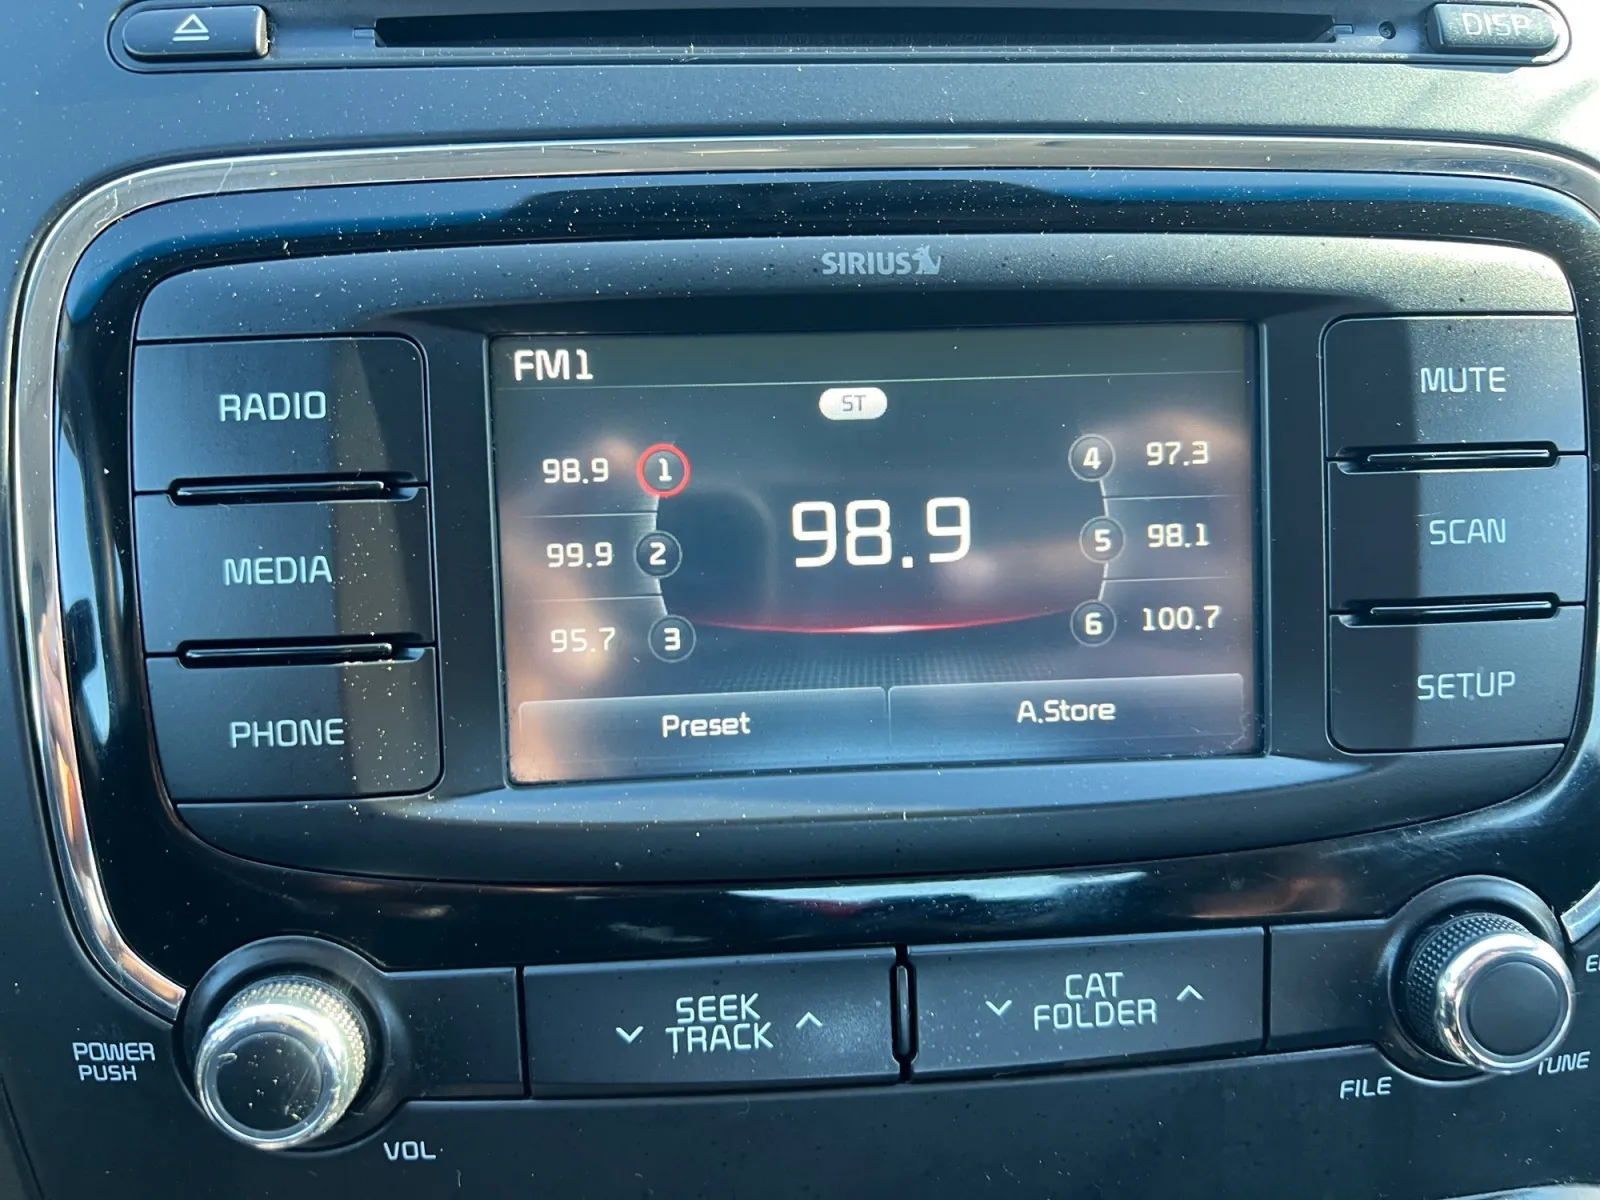 DISP
SIRIUS
RADIO
MEDIA
PHONE
FM1
ST
98.9 1
99.9 2
95.7 3
98.9
4 97.3
5 98.1
6 100.7
Preset
A.Store
MUTE
SCAN
SETUP
POWER
PUSH
VOL
SEEK
TRACK
CAT
FOLDER
FILE
TUNE